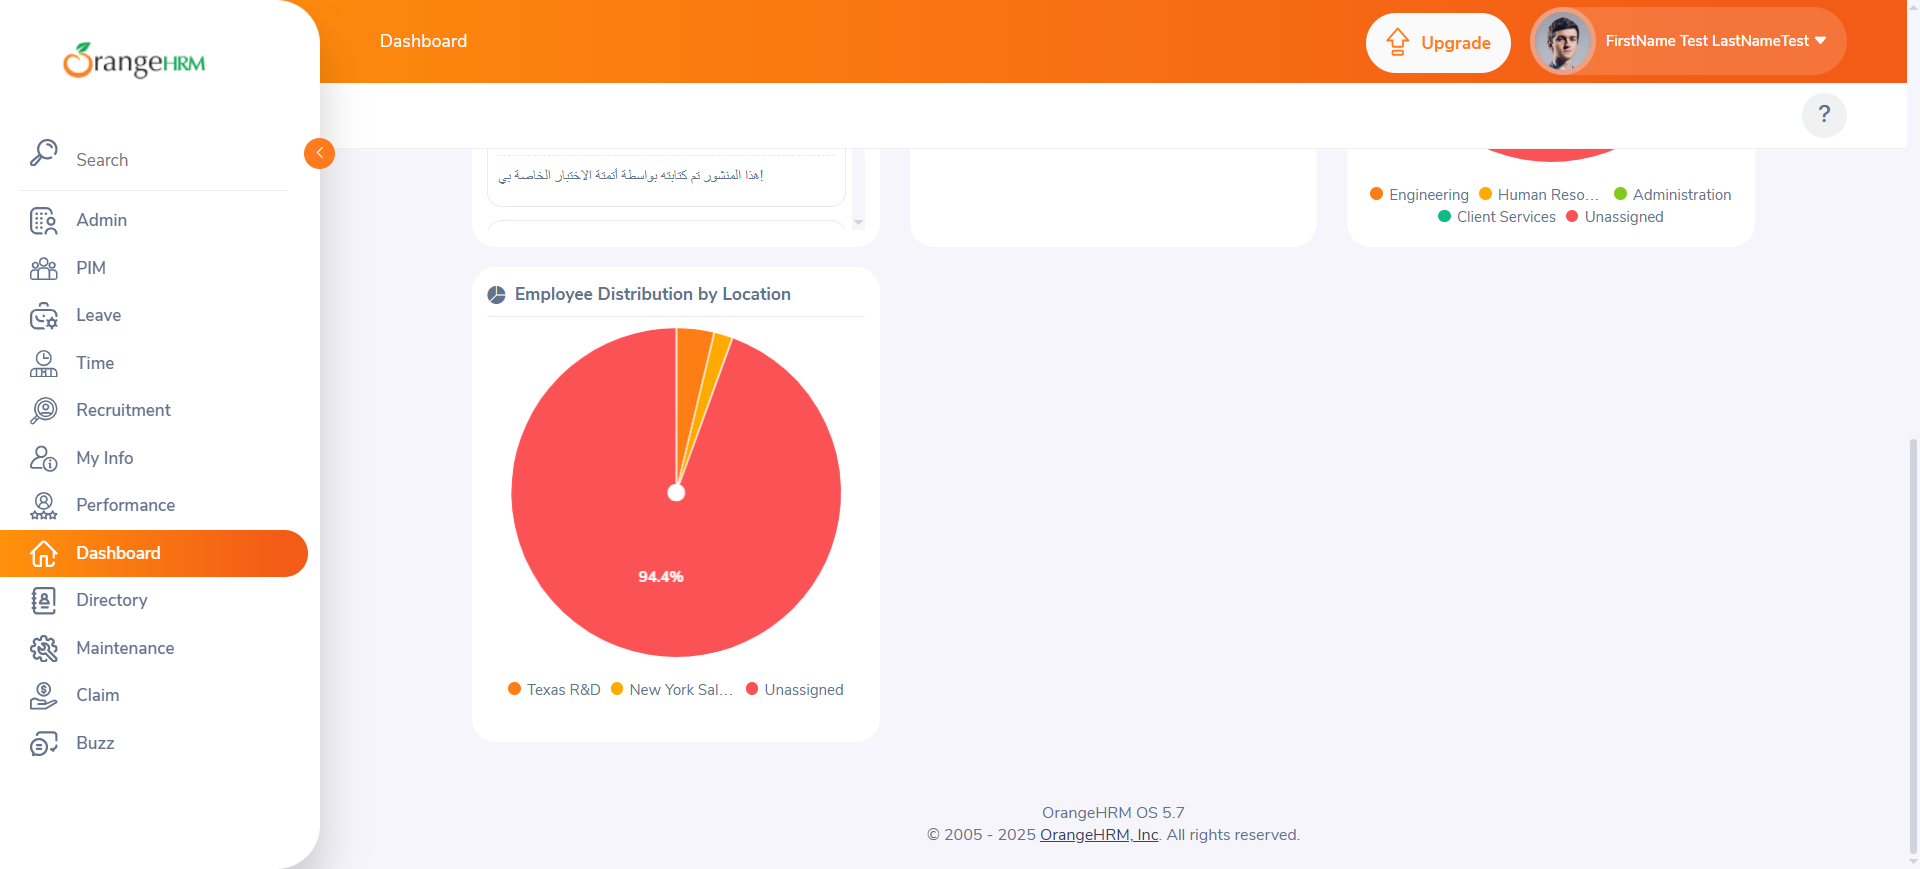 OrangeHRM
Search
Admin
PIM
Leave
Time
Recruitment
My Info
Performance
Dashboard
Directory
Maintenance
Claim
Buzz
Dashboard
Upgrade
FirstName Test LastNameTest
?
هذا المنشور تم كتابته بواسطة أتمتة الاختبار الخاصة بي!
Engineering Human Reso... Administration
Client Services Unassigned
Employee Distribution by Location
94.4%
Texas R&D New York Sal... Unassigned
OrangeHRM OS 5.7
© 2005 - 2025 OrangeHRM, Inc. All rights reserved.